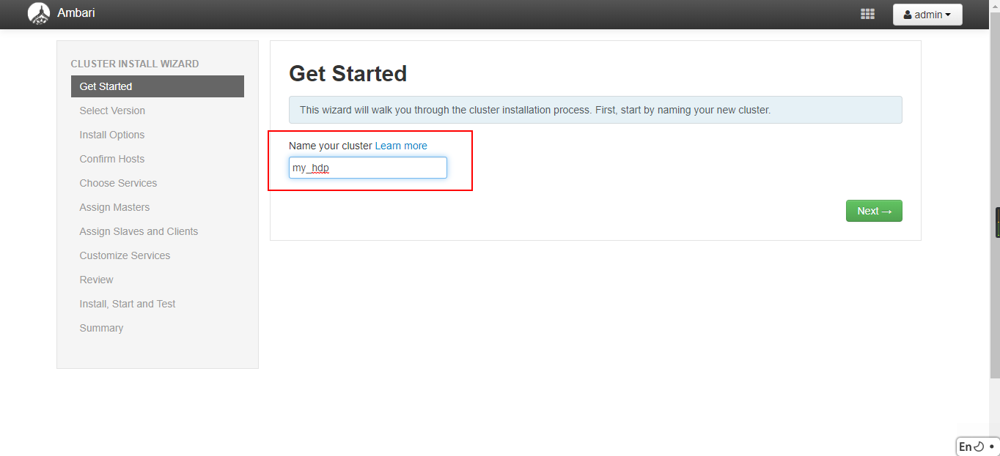 Ambari
admin
CLUSTER INSTALL WIZARD
Get Started
Select Version
Install Options
Confirm Hosts
Choose Services
Assign Masters
Assign Slaves and Clients
Customize Services
Review
Install, Start and Test
Summary
Get Started
This wizard will walk you through the cluster installation process. First, start by naming your new cluster.
Name your cluster Learn more
my_hdp
Next →
En